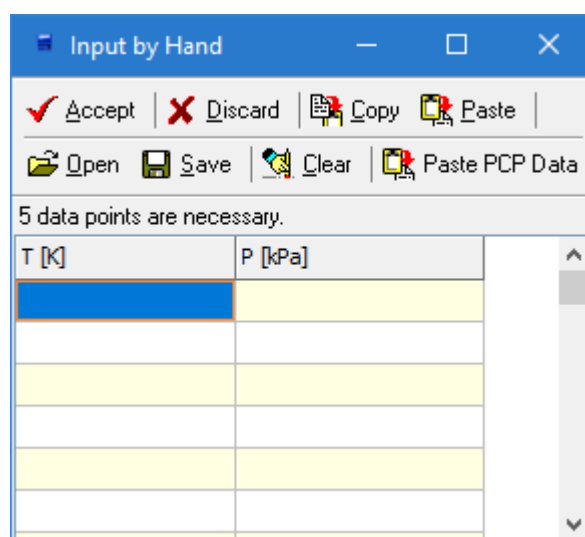 Input by Hand
Accept Discard Copy Paste
Open Save Clear Paste PCP Data
5 data points are necessary.
T [K] P [kPa]